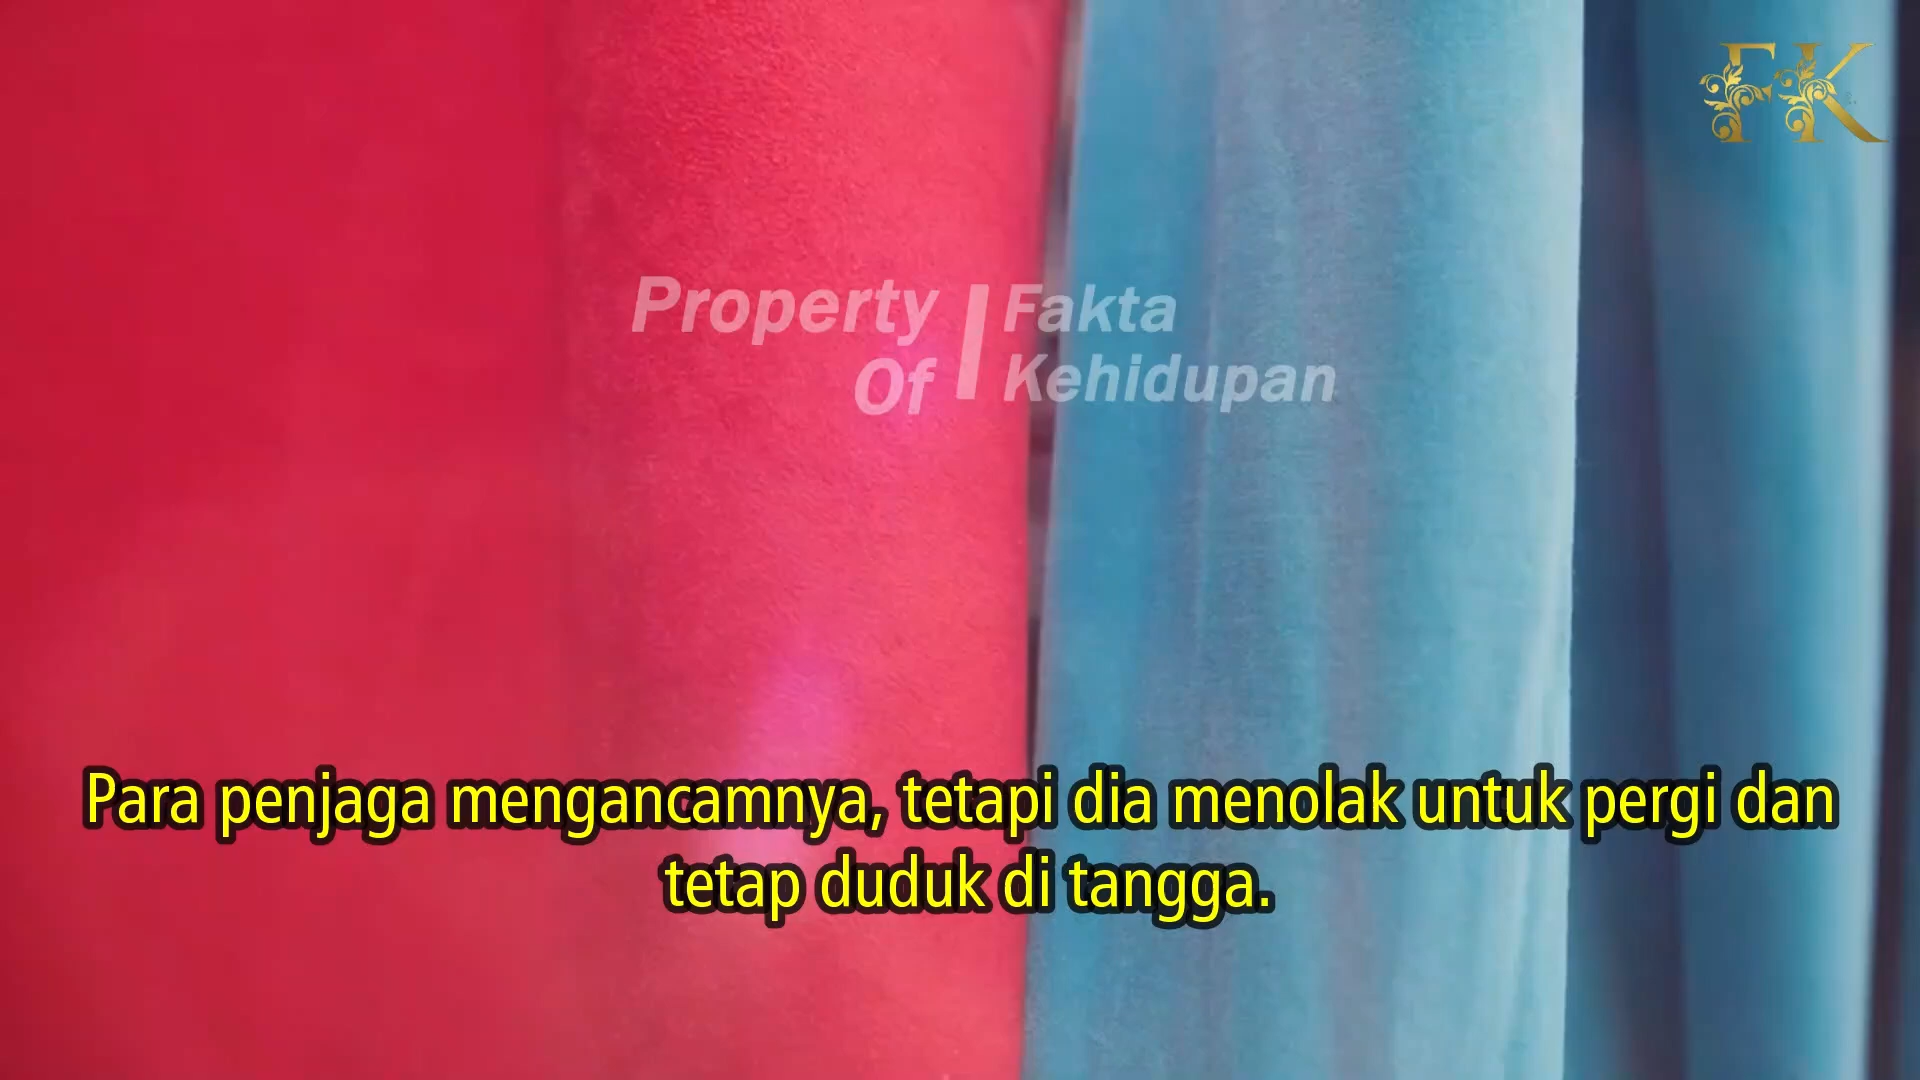 FK
Property
Of
Fakta
Kehidupan
Para penjaga mengancamnya, tetapi dia menolak untuk pergi dan
tetap duduk di tangga.